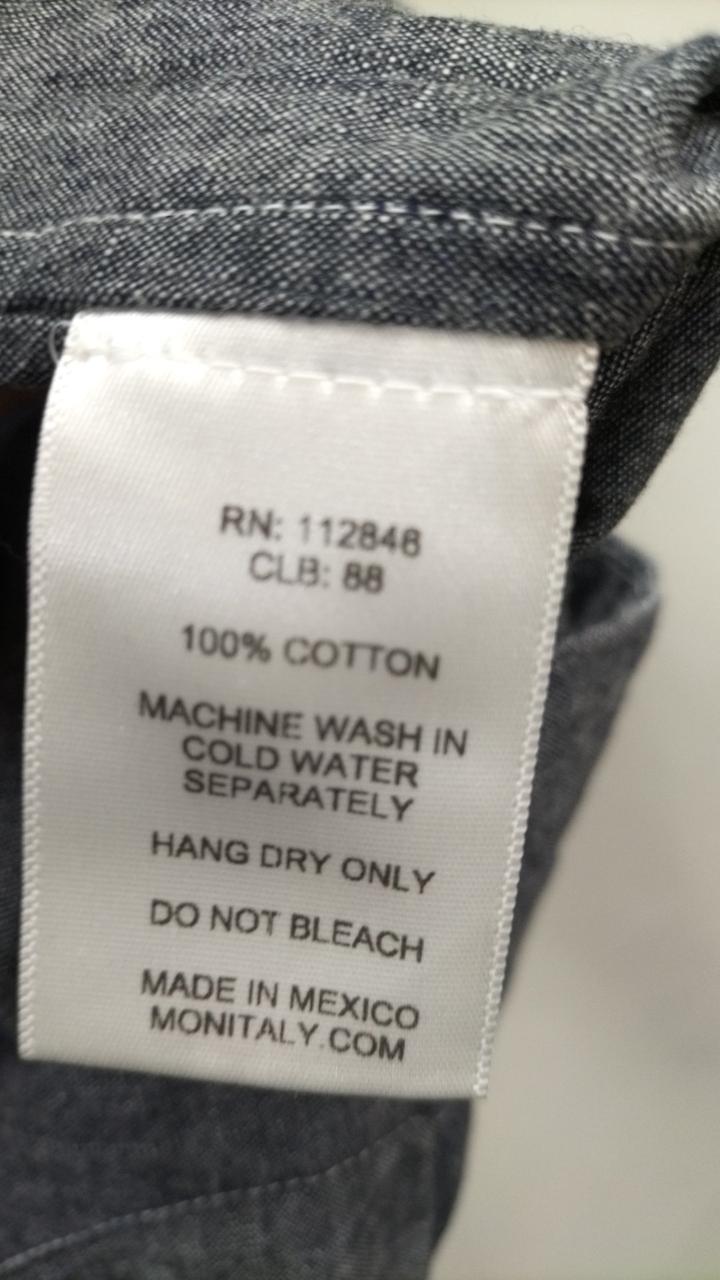 RN: 112848
CLB: 88
100% COTTON
MACHINE WASH IN
COLD WATER
SEPARATELY
HANG DRY ONLY
DO NOT BLEACH
MADE IN MEXICO
MONITALY.COM